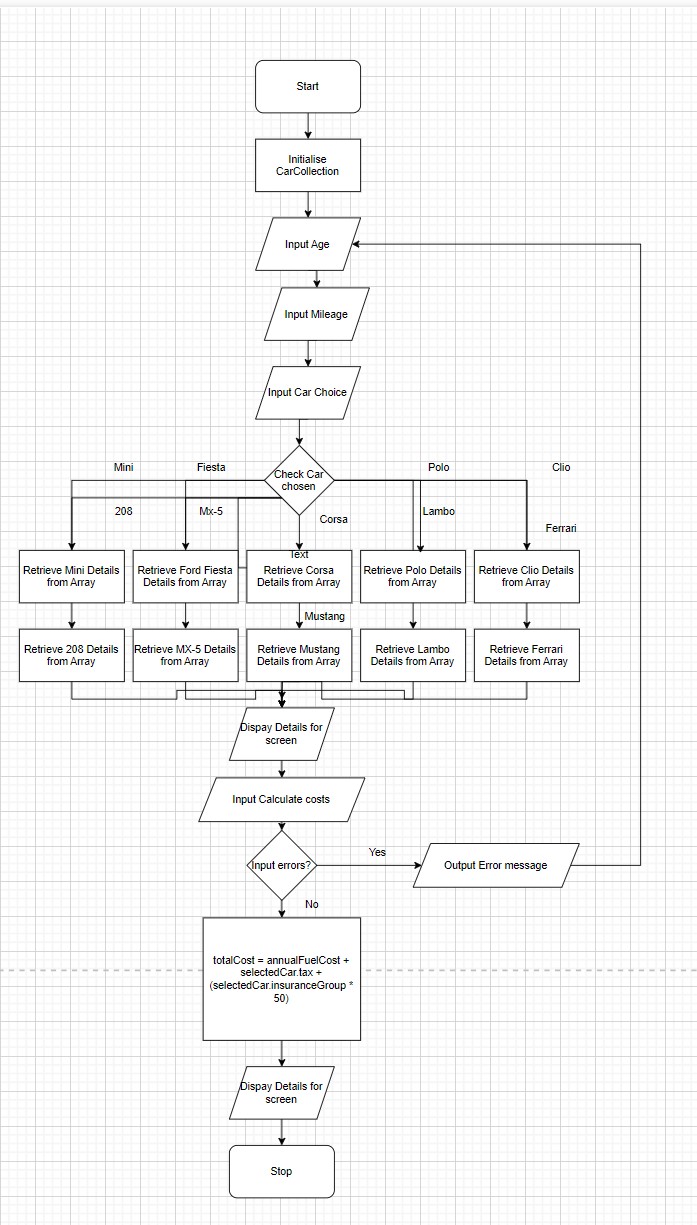 Start
Initialise
CarCollection
Input Age
Input Mileage
Input Car Choice
Check Car
chosen
Mini
Fiesta
Polo
Clio
208
Mx-5
Corsa
Lambo
Ferrari
Text
Retrieve Mini Details
from Array
Retrieve Ford Fiesta
Details from Array
Retrieve Corsa
Details from Array
Retrieve Polo Details
from Array
Retrieve Clio Details
from Array
Mustang
Retrieve 208 Details
from Array
Retrieve MX-5 Details
from Array
Retrieve Mustang
Details from Array
Retrieve Lambo
Details from Array
Retrieve Ferrari
Details from Array
Dispay Details for
screen
Input Calculate costs
Input errors?
Yes
Output Error message
No
totalCost = annualFuelCost +
selectedCar.tax +
(selectedCar.insuranceGroup *
50)
Dispay Details for
screen
Stop